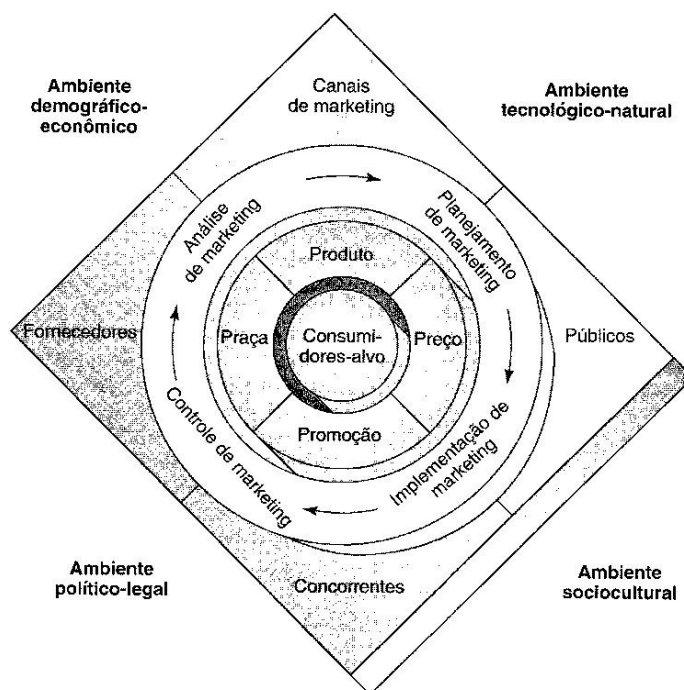 Ambiente
demográfico-
econômico
Canais
de marketing
Ambiente
tecnológico-natural
Análise
de marketing
Planejamento
de marketing
Produto
Fornecedores
Praça
Consumi-
dores-alvo
Preço
Públicos
Promoção
Controle de marketing
Implementação de
marketing
Ambiente
político-legal
Concorrentes
Ambiente
sociocultural